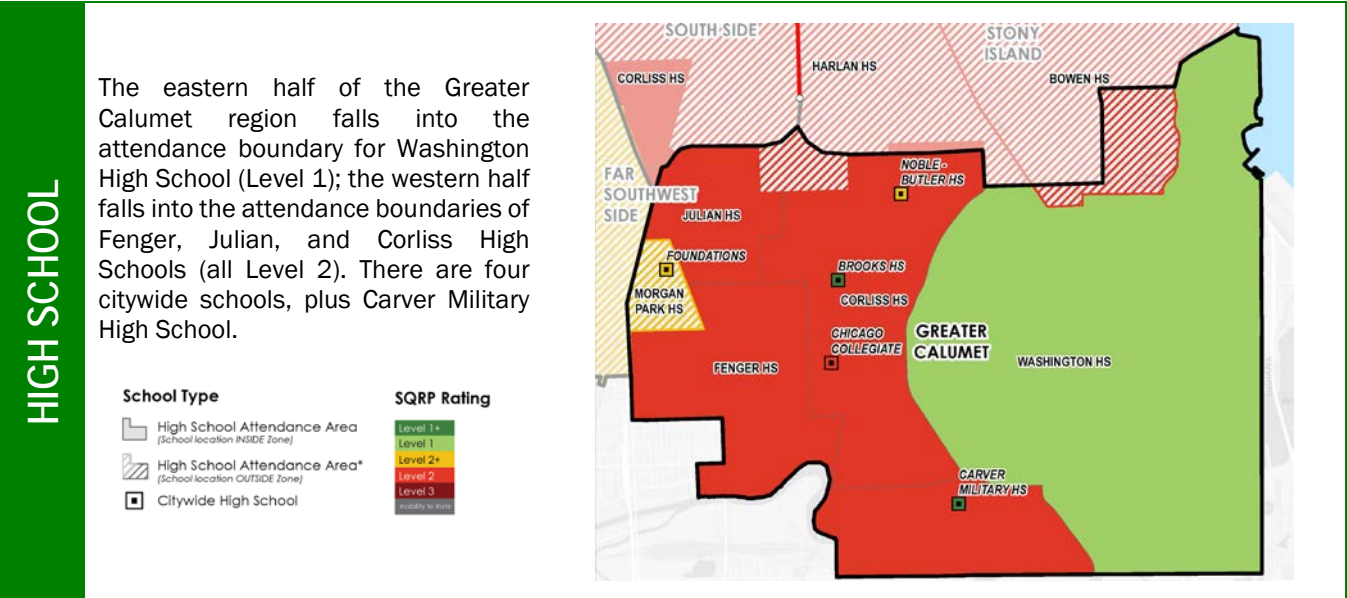 HIGH SCHOOL
The eastern half of the Greater
Calumet region falls into the
attendance boundary for Washington
High School (Level 1); the western half
falls into the attendance boundaries of
Fenger, Julian, and Corliss High
Schools (all Level 2). There are four
citywide schools, plus Carver Military
High School.
School Type
High School Attendance Area
(School location INSIDE Zone)
High School Attendance Area*
(School location OUTSIDE Zone)
Citywide High School
SQRP Rating
Level 1+
Level 1
Level 2+
Level 2
Level 3
Inability to Rate
SOUTH SIDE
STONY
ISLAND
CORLISS HS
HARLAN HS
BOWEN HS
FAR
SOUTHWEST
SIDE
NOBLE -
BUTLER HS
JULIAN HS
FOUNDATIONS
BROOKS HS
MORGAN
PARK HS
CORLISS HS
CHICAGO
COLLEGIATE
GREATER
CALUMET
FENGER HS
WASHINGTON HS
CARVER
MILITARY HS